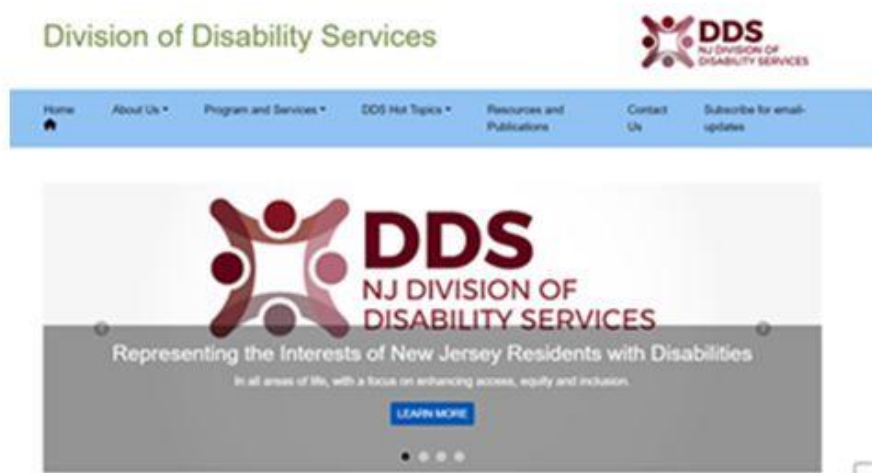 Division of Disability Services
DDS
NJ DIVISION OF
DISABILITY SERVICES
Home
About Us
Program and Services
DDS Hot Topics
Resources and
Publications
Contact
Us
Subscribe for email-
updates
DDS
NJ DIVISION OF
DISABILITY SERVICES
Representing the Interests of New Jersey Residents with Disabilities
In all areas of life, with a focus on enhancing access, equity and inclusion.
LEARN MORE